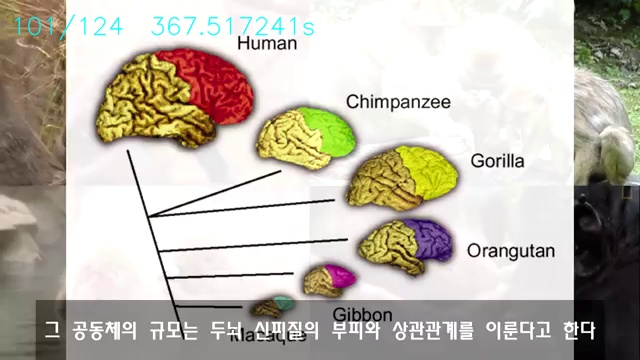 101/124 367.517241s
Human
Chimpanzee
Gorilla
Orangutan
Gibbon
Macaque
그 공동체의 규모는 두뇌 신피질의 부피와 상관관계를 이룬다고 한다